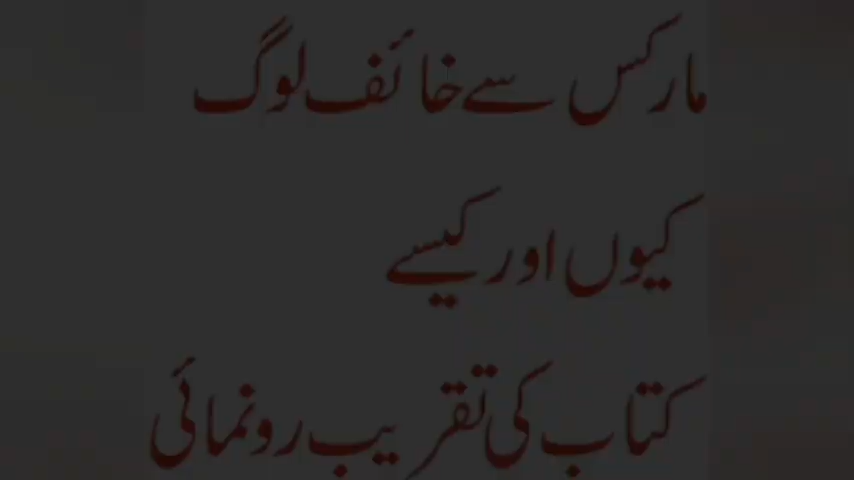 مارکس سے خائف لوگ
کیوں اور کیسے
کتاب کی تقریب رونمائی